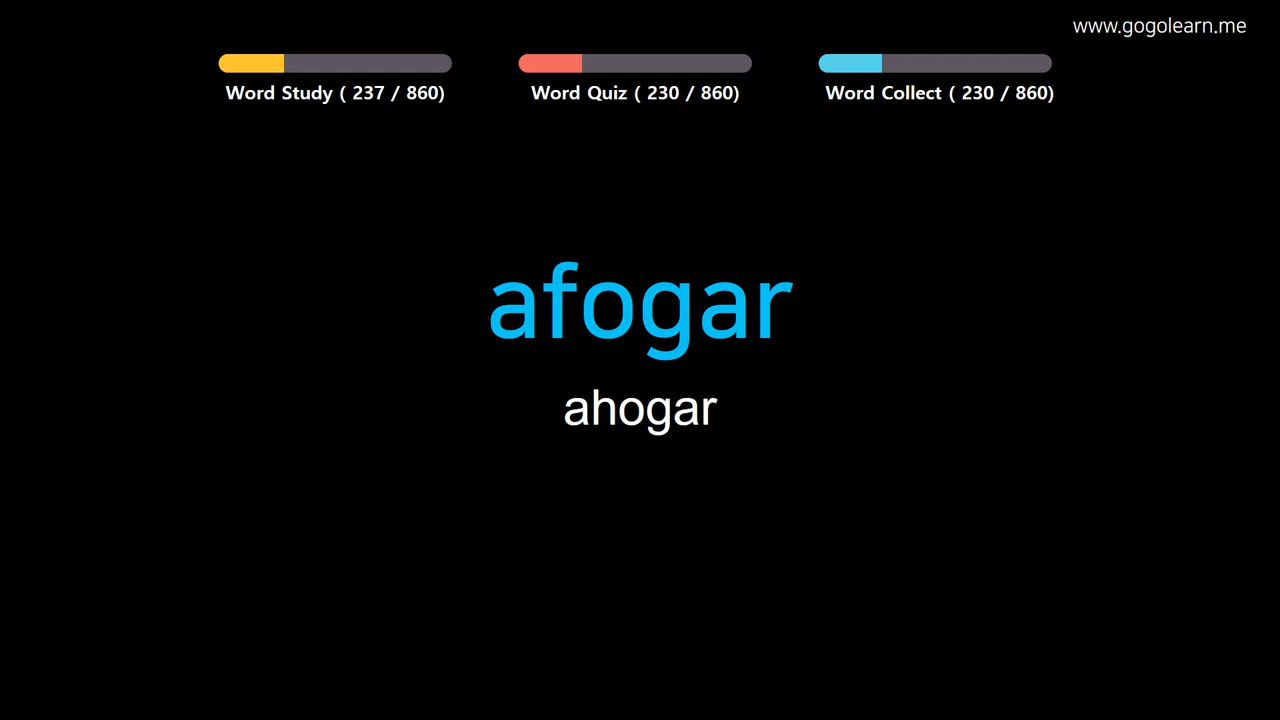 www.gogolearn.me
Word Study ( 237 / 860)
Word Quiz ( 230 / 860)
Word Collect ( 230 / 860)
afogar
ahogar